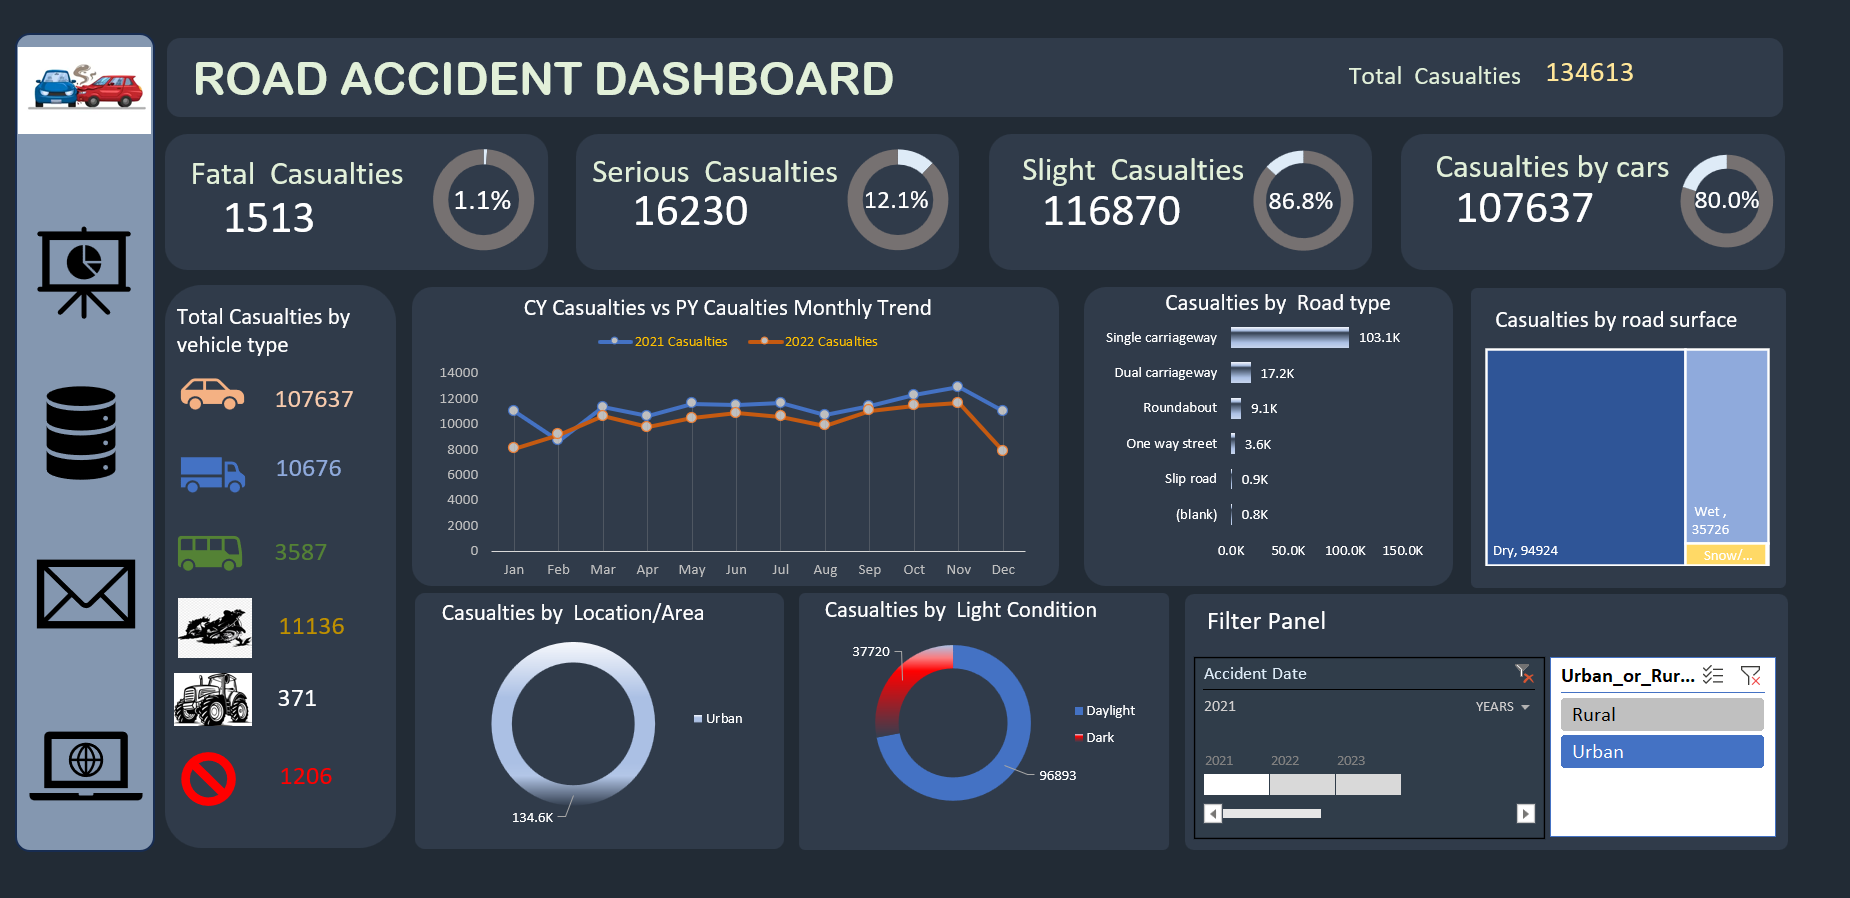 ROAD ACCIDENT DASHBOARD
Total Casualties 134613
Fatal Casualties
1513
1.1%
Serious Casualties
16230
12.1%
Slight Casualties
116870
86.8%
Casualties by cars
107637
80.0%
Total Casualties by
vehicle type
107637
10676
3587
11136
371
1206
CY Casualties vs PY Caualties Monthly Trend
2021 Casualties 2022 Casualties
14000
12000
10000
8000
6000
4000
2000
0
Jan Feb Mar Apr May Jun Jul Aug Sep Oct Nov Dec
Casualties by Road type
Single carriageway 103.1K
Dual carriageway 17.2K
Roundabout 9.1K
One way street 3.6K
Slip road 0.9K
(blank) 0.8K
0.0K 50.0K 100.0K 150.0K
Casualties by road surface
Dry, 94924
Wet ,
35726
Snow/...
Casualties by Location/Area
Urban
134.6K
Casualties by Light Condition
37720
Daylight
Dark
96893
Filter Panel
Accident Date
2021 YEARS
2021 2022 2023
Urban_or_Rur...
Rural
Urban